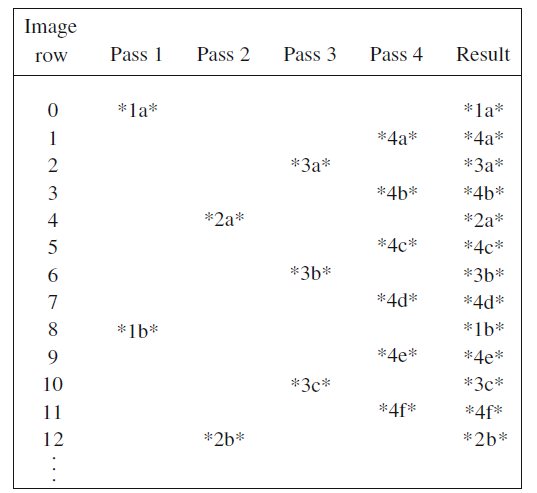 Image
row Pass 1 Pass 2 Pass 3 Pass 4 Result
0 *1a* *1a*
1 *4a* *4a*
2 *3a* *3a*
3 *4b* *4b*
4 *2a* *2a*
5 *4c* *4c*
6 *3b* *3b*
7 *4d* *4d*
8 *1b* *1b*
9 *4e* *4e*
10 *3c* *3c*
11 *4f* *4f*
12 *2b* *2b*
⋮